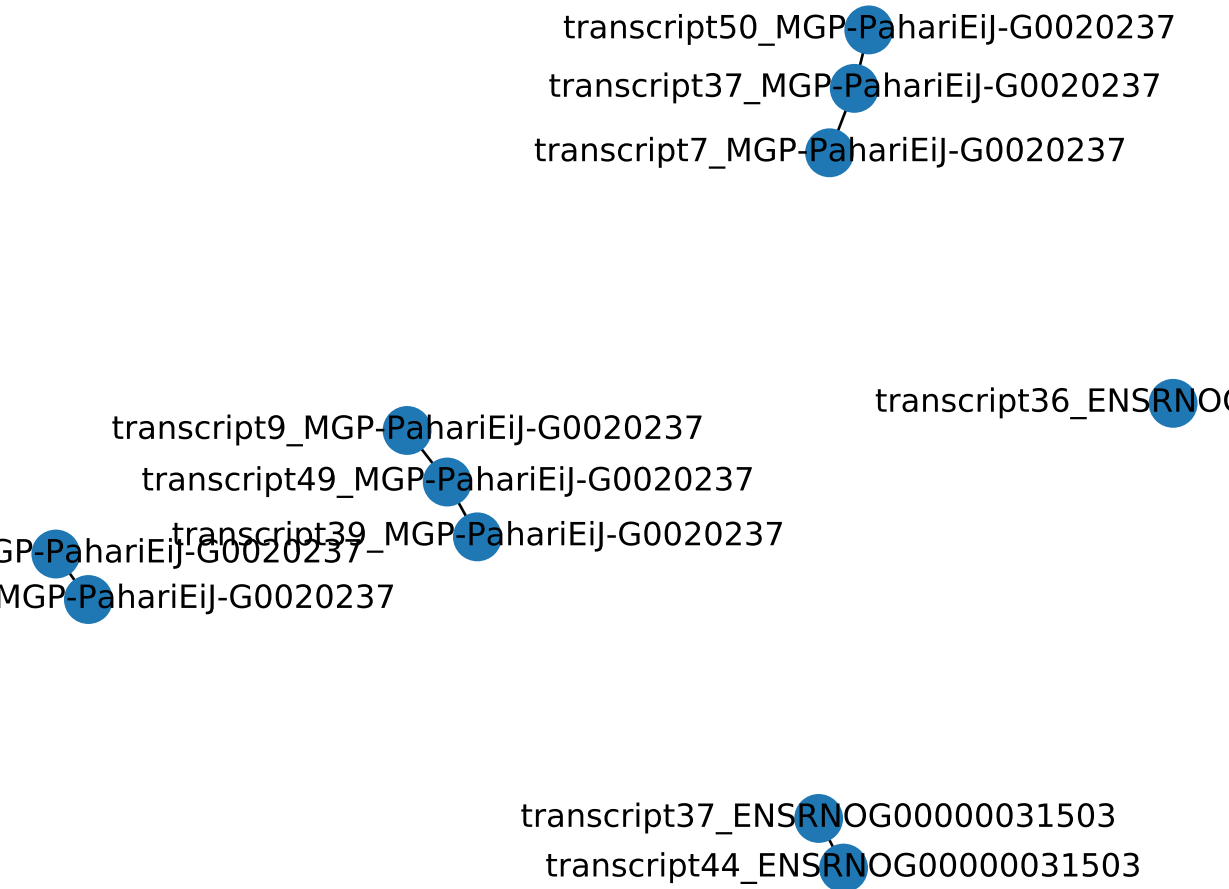 transcript50_MGP-PahariEiJ-G0020237
transcript37_MGP-PahariEiJ-G0020237
transcript7_MGP-PahariEiJ-G0020237
transcript36_ENSRNO
transcript9_MGP-PahariEiJ-G0020237
transcript49_MGP-PahariEiJ-G0020237
transcript39_MGP-PahariEiJ-G0020237
GP-PahariEiJ-G0020237
MGP-PahariEiJ-G0020237
transcript37_ENSRNOG00000031503
transcript44_ENSRNOG00000031503